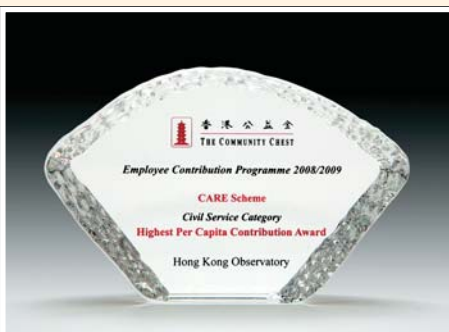 香港公益金
THE COMMUNITY CHEST
Employee Contribution Programme 2008/2009
CARE Scheme
Civil Service Category
Highest Per Capita Contribution Award
Hong Kong Observatory